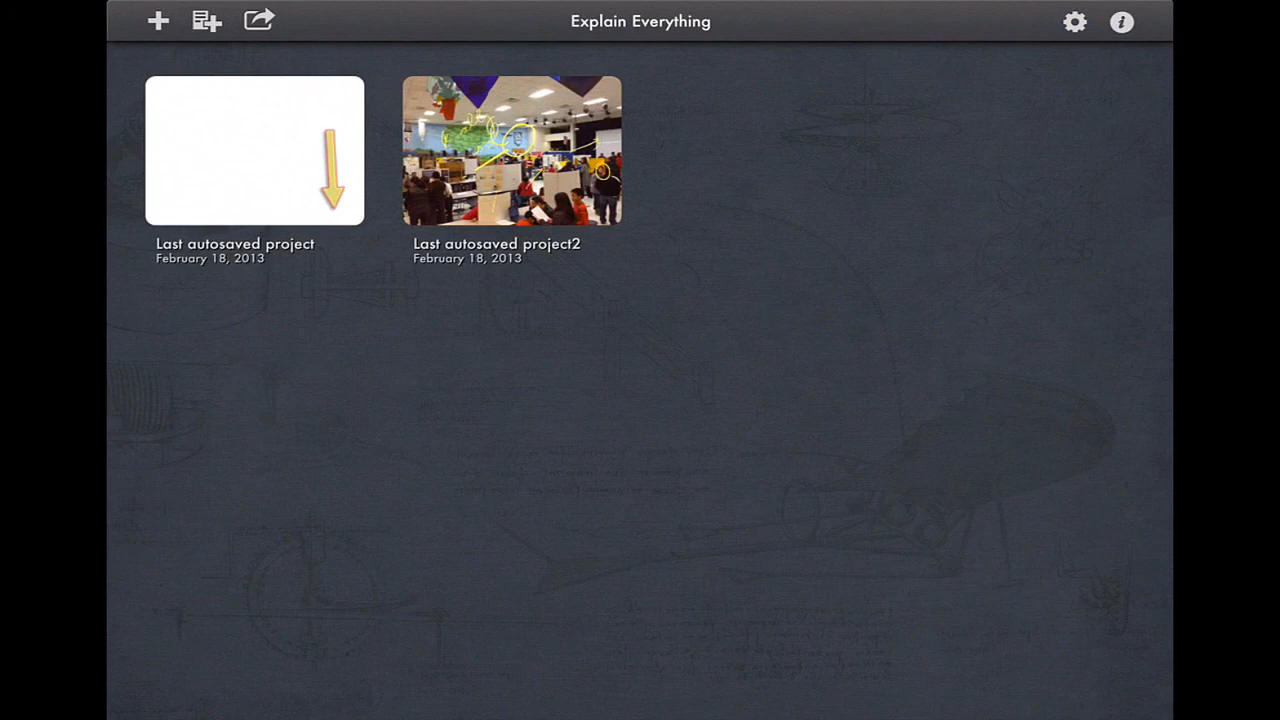 Explain Everything
Last autosaved project
February 18, 2013
Last autosaved project2
February 18, 2013